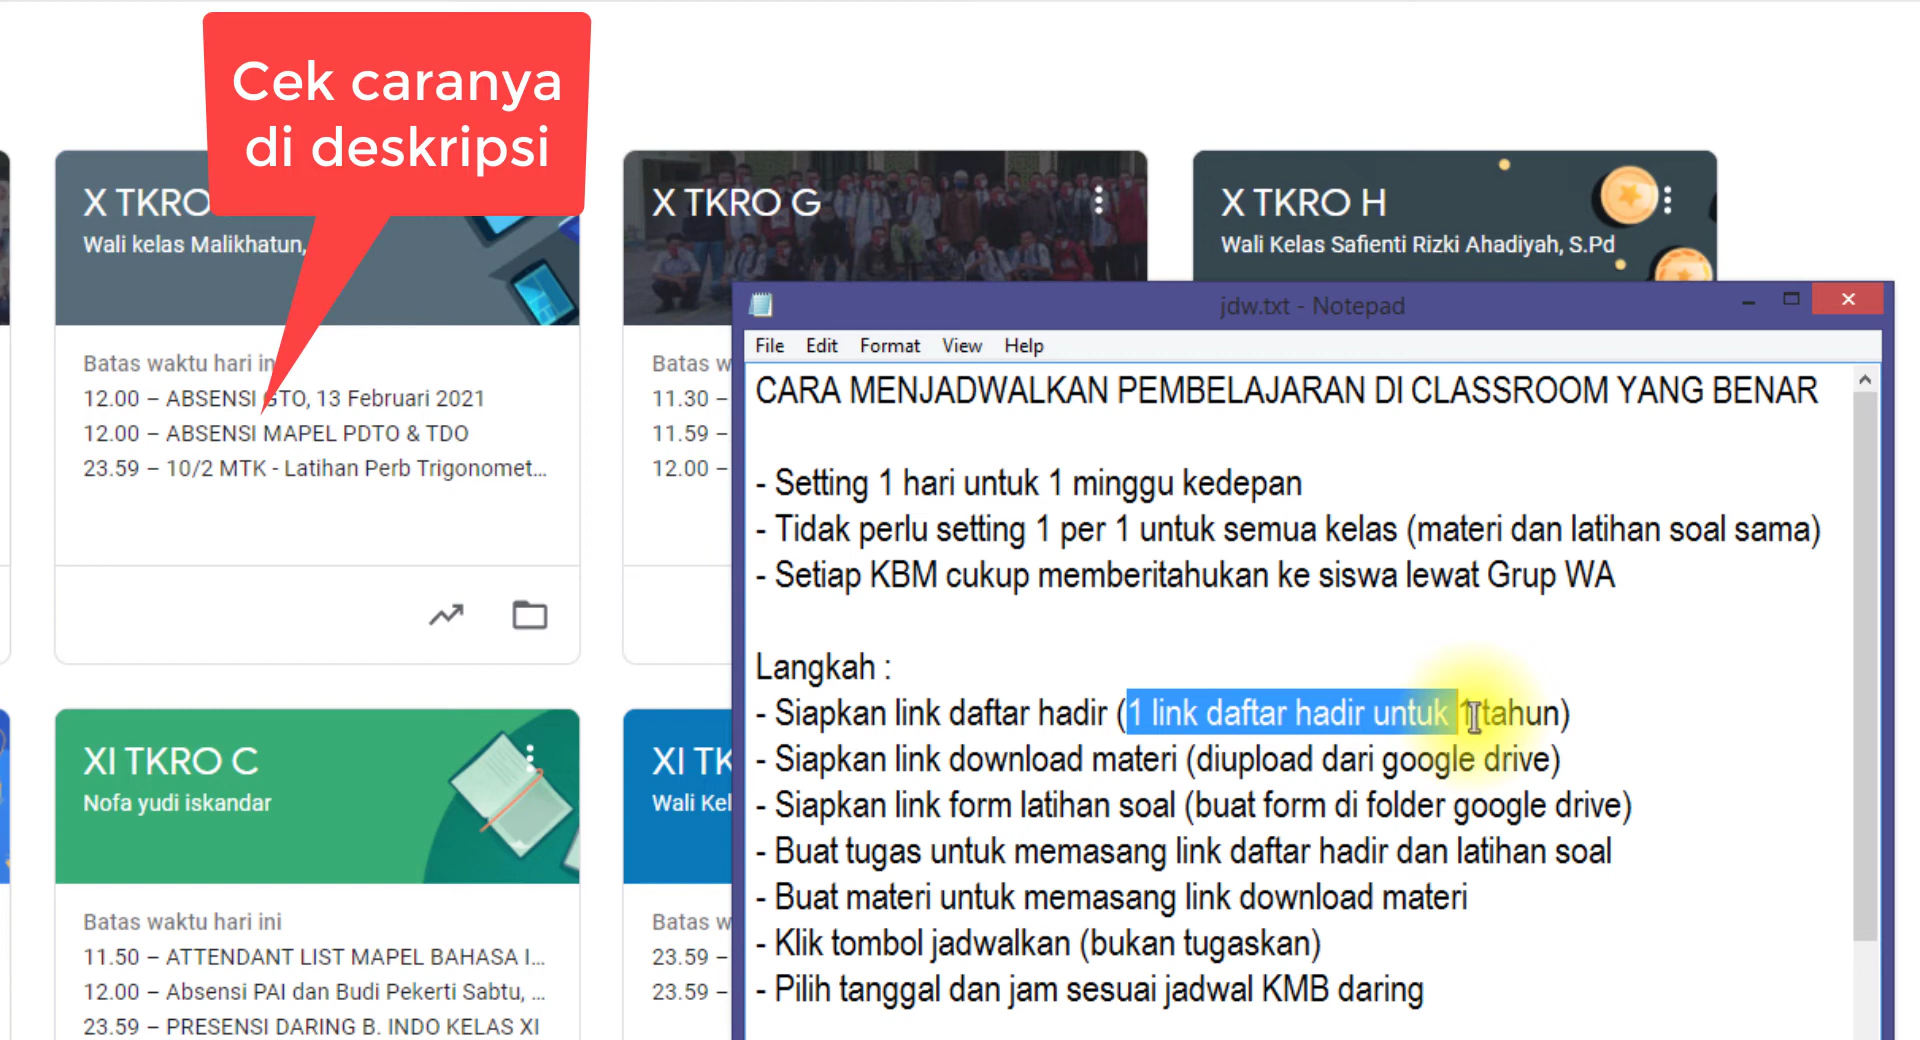 Cek caranya
di deskripsi
X TKRO
Wali kelas Malikhatun,
Batas waktu hari ini
12.00 – ABSENSI GTO, 13 Februari 2021
12.00 – ABSENSI MAPEL PDTO & TDO
23.59 – 10/2 MTK - Latihan Perb Trigonomet...
X TKRO G
Batas w
11.30 –
11.59 –
12.00 –
X TKRO H
Wali Kelas Safienti Rizki Ahadiyah, S.Pd
jdw.txt - Notepad
File Edit Format View Help
CARA MENJADWALKAN PEMBELAJARAN DI CLASSROOM YANG BENAR
- Setting 1 hari untuk 1 minggu kedepan
- Tidak perlu setting 1 per 1 untuk semua kelas (materi dan latihan soal sama)
- Setiap KBM cukup memberitahukan ke siswa lewat Grup WA
Langkah :
- Siapkan link daftar hadir (1 link daftar hadir untuk 1 tahun)
- Siapkan link download materi (diupload dari google drive)
- Siapkan link form latihan soal (buat form di folder google drive)
- Buat tugas untuk memasang link daftar hadir dan latihan soal
- Buat materi untuk memasang link download materi
- Klik tombol jadwalkan (bukan tugaskan)
- Pilih tanggal dan jam sesuai jadwal KMB daring
XI TKRO C
Nofa yudi iskandar
Batas waktu hari ini
11.50 – ATTENDANT LIST MAPEL BAHASA I...
12.00 – Absensi PAI dan Budi Pekerti Sabtu, ...
23.59 – PRESENSI DARING B. INDO KELAS XI
XI TK
Wali Kel
Batas w
23.59 –
23.59 –